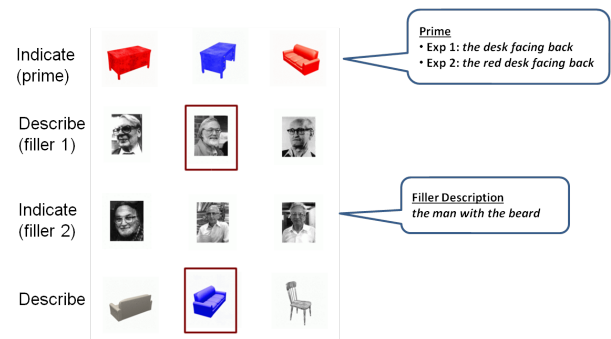 Indicate
(prime)
Prime
• Exp 1: the desk facing back
• Exp 2: the red desk facing back
Describe
(filler 1)
Indicate
(filler 2)
Filler Description
the man with the beard
Describe